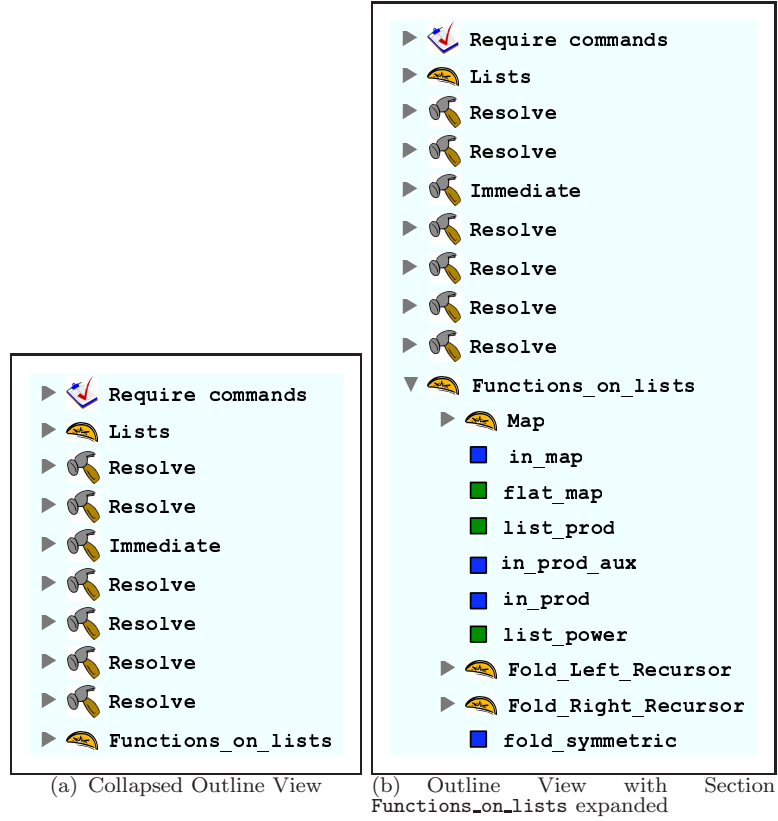 Require commands
Lists
Resolve
Resolve
Immediate
Resolve
Resolve
Resolve
Resolve
Functions_on_lists
(a) Collapsed Outline View
Require commands
Lists
Resolve
Resolve
Immediate
Resolve
Resolve
Resolve
Resolve
Functions_on_lists
Map
in_map
flat_map
list_prod
in_prod_aux
in_prod
list_power
Fold_Left_Recursor
Fold_Right_Recursor
fold_symmetric
(b) Outline View with Section
Functions_on_lists expanded